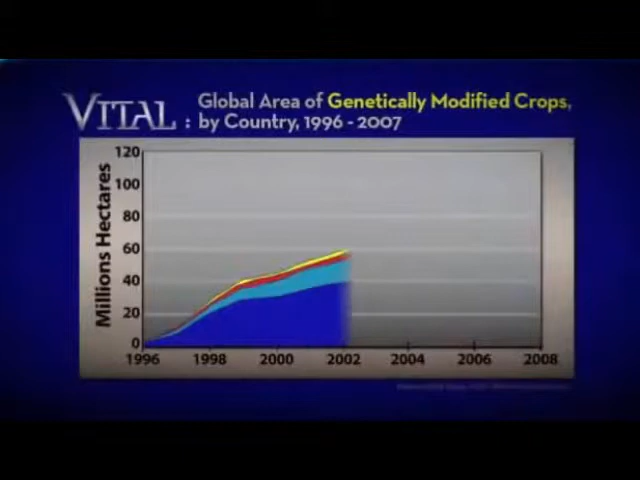 VITAL : Global Area of Genetically Modified Crops,
by Country, 1996 - 2007
Millions Hectares
120
100
80
60
40
20
0
1996 1998 2000 2002 2004 2006 2008